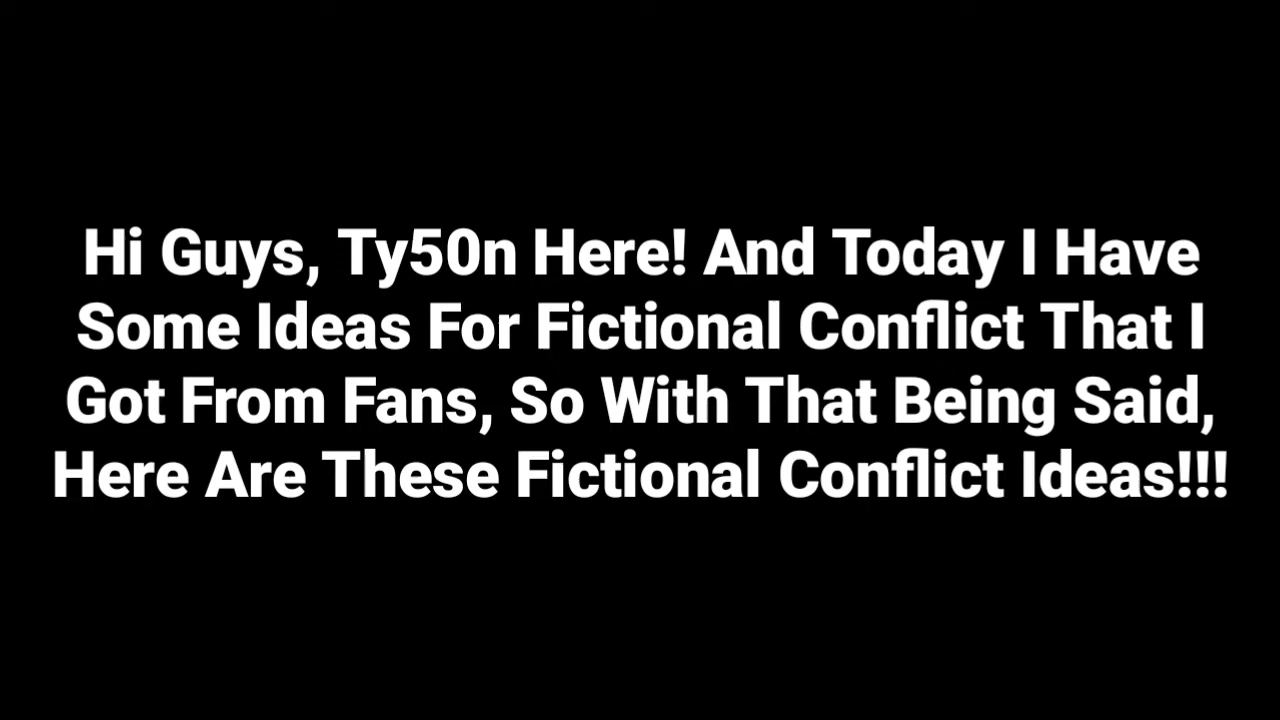 Hi Guys, Ty50n Here! And Today I Have
Some Ideas For Fictional Conflict That I
Got From Fans, So With That Being Said,
Here Are These Fictional Conflict Ideas!!!